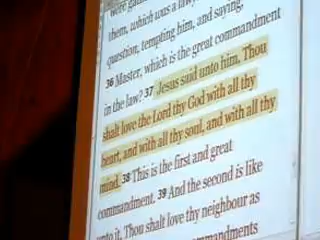 were gathe
them, which was a lawy
question, tempting him, and saying,
36 Master, which is the great commandment
in the law? 37 Jesus said unto him, Thou
shalt love the Lord thy God with all thy
heart, and with all thy soul, and with all thy
mind. 38 This is the first and great
commandment. 39 And the second is like
unto it, Thou shalt love thy neighbour as
commandments